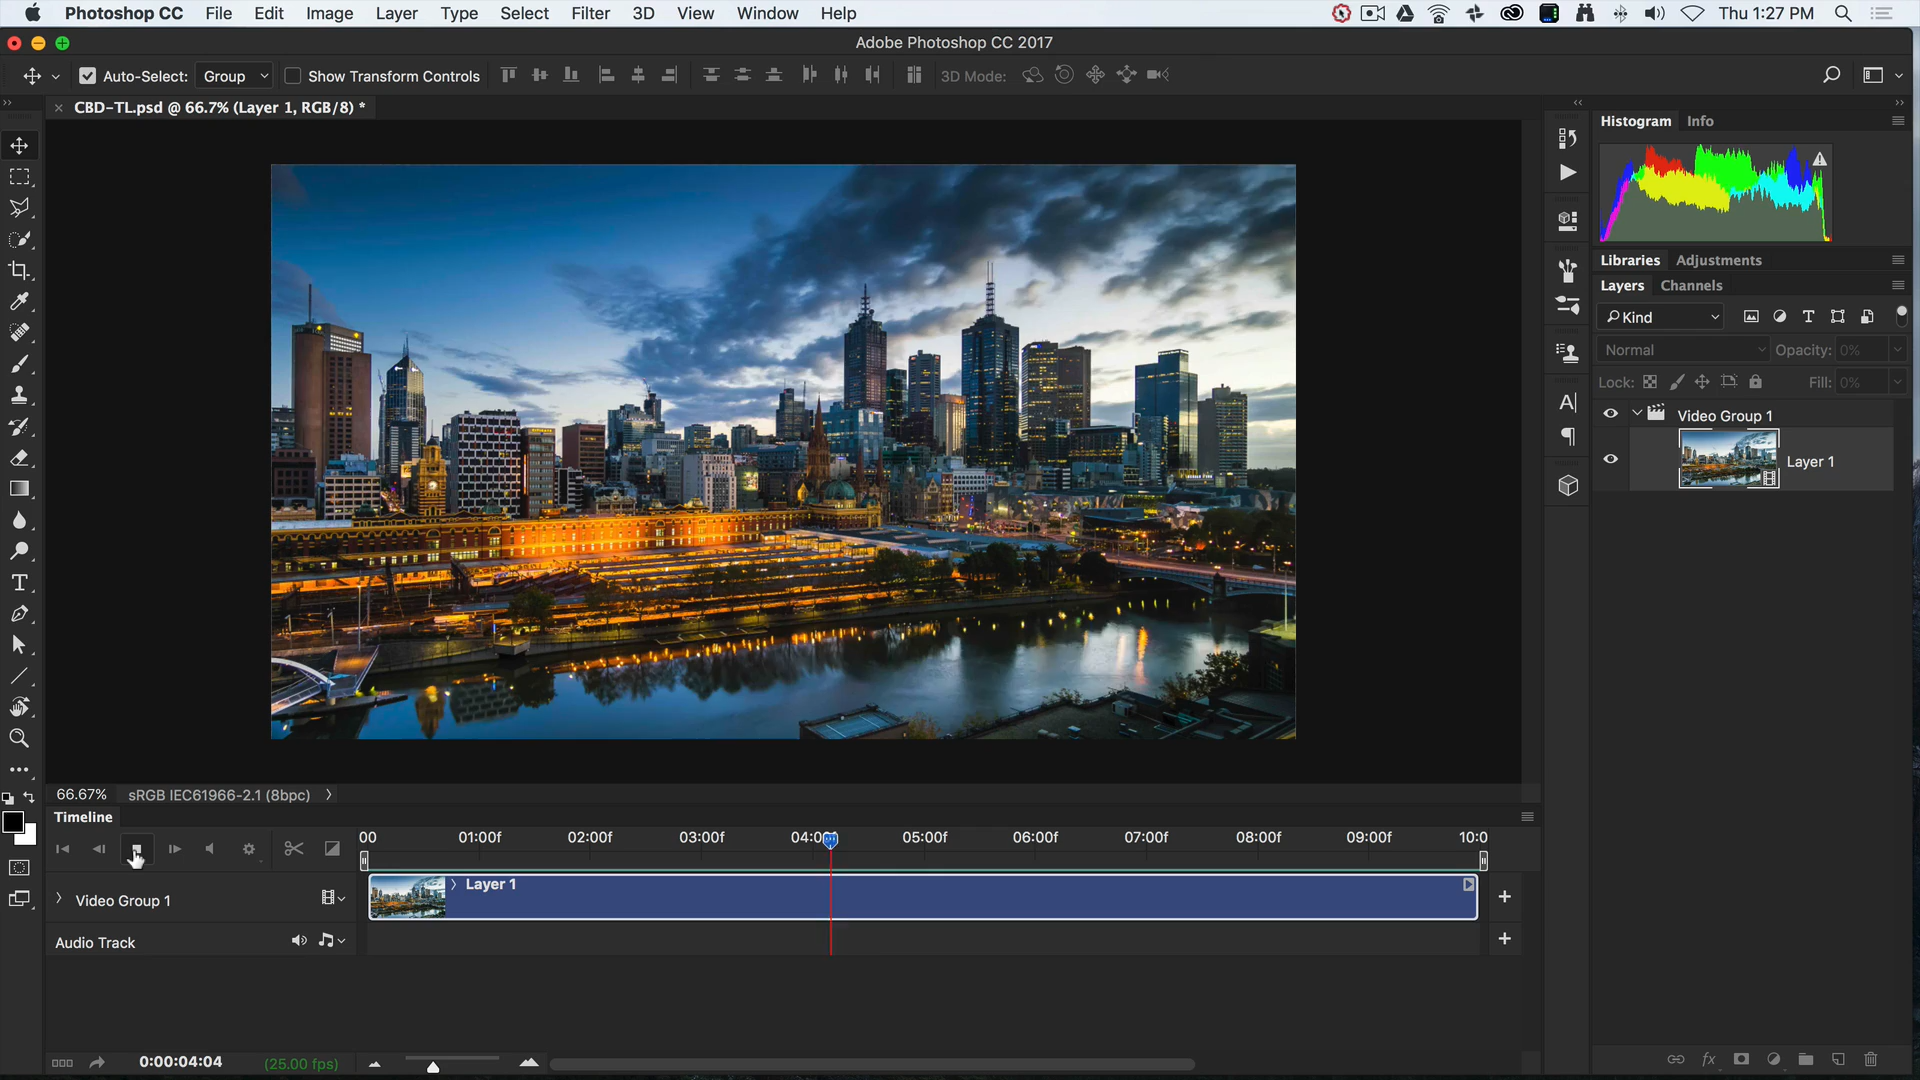 Photoshop CC File Edit Image Layer Type Select Filter 3D View Window Help Thu 1:27 PM
Adobe Photoshop CC 2017
Auto-Select: Group Show Transform Controls 3D Mode:
× CBD-TL.psd @ 66.7% (Layer 1, RGB/8) *
Histogram Info
Libraries Adjustments
Layers Channels
Kind
Normal Opacity: 0%
Lock: Fill: 0%
Video Group 1
Layer 1
66.67% sRGB IEC61966-2.1 (8bpc)
Timeline
00 01:00f 02:00f 03:00f 04:00f 05:00f 06:00f 07:00f 08:00f 09:00f 10:0
Layer 1
Video Group 1
Audio Track
0:00:04:04 (25.00 fps)